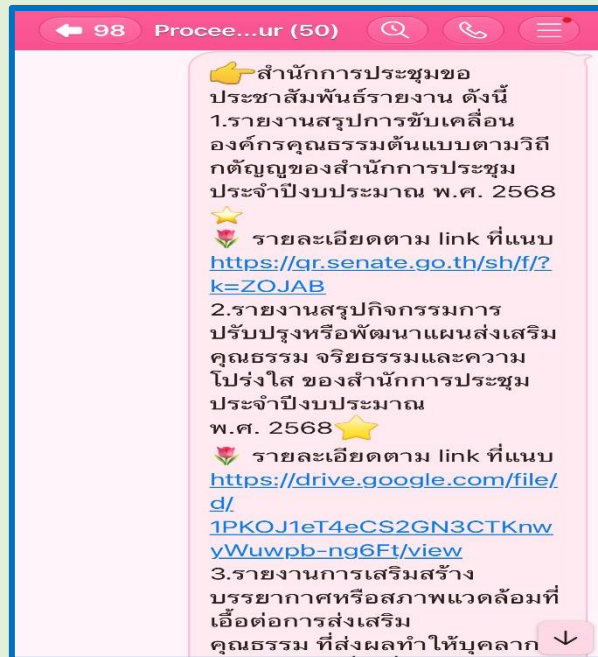 98 Procee...ur (50)
👉สำนักการประชุมขอ
ประชาสัมพันธ์รายงาน ดังนี้
1.รายงานสรุปการขับเคลื่อน
องค์กรคุณธรรมต้นแบบตามวิถี
กตัญญูของสำนักการประชุม
ประจำปีงบประมาณ พ.ศ. 2568
⭐
🌷 รายละเอียดตาม link ที่แนบ
https://qr.senate.go.th/sh/f/?
k=ZOJAB
2.รายงานสรุปกิจกรรมการ
ปรับปรุงหรือพัฒนาแผนส่งเสริม
คุณธรรม จริยธรรมและความ
โปร่งใส ของสำนักการประชุม
ประจำปีงบประมาณ
พ.ศ. 2568⭐
🌷 รายละเอียดตาม link ที่แนบ
https://drive.google.com/file/
d/
1PKOJ1eT4eCS2GN3CTKnw
yWuwpb-ng6Ft/view
3.รายงานการเสริมสร้าง
บรรยากาศหรือสภาพแวดล้อมที่
เอื้อต่อการส่งเสริม
คุณธรรม ที่ส่งผลทำให้บุคลาก